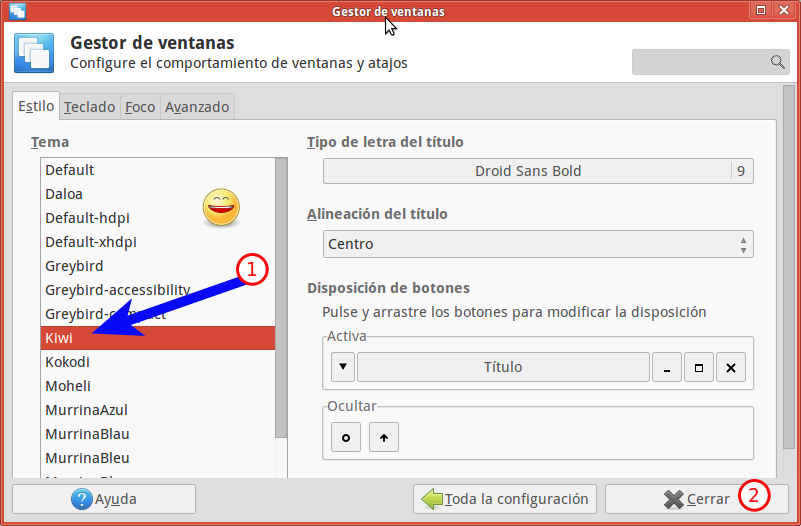 Gestor de ventanas
Gestor de ventanas
Configure el comportamiento de ventanas y atajos
Estilo
Teclado
Foco
Avanzado
Tema
Default
Daloa
Default-hdpi
Default-xhdpi
Greybird
Greybird-accessibility
Greybird-compact
Kiwi
Kokodi
Moheli
MurrinaAzul
MurrinaBlau
MurrinaBleu
1
Tipo de letra del título
Droid Sans Bold
9
Alineación del título
Centro
Disposición de botones
Pulse y arrastre los botones para modificar la disposición
Activa
Título
Ocultar
Ayuda
Toda la configuración
Cerrar
2